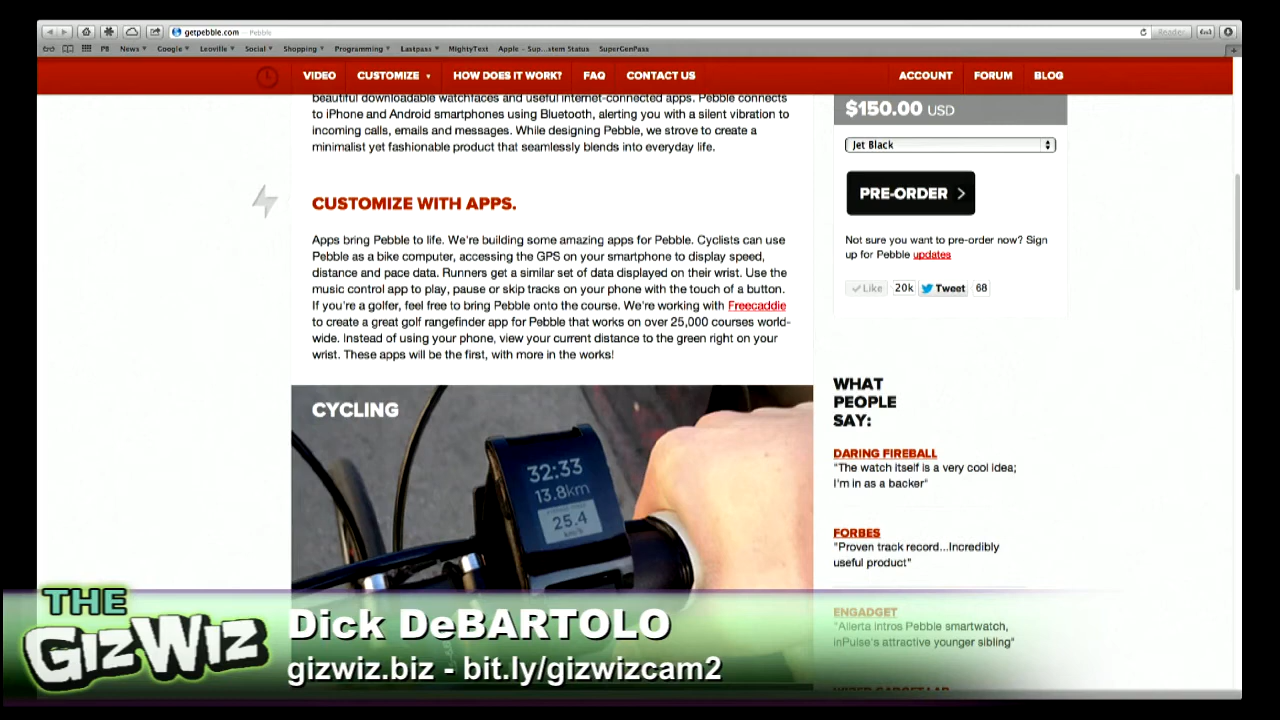 getpebble.com — Pebble
Reader
P8 News Google Leoville Social Shopping Programming Lastpass MightyText Apple – Sup...stem Status SuperGenPass
VIDEO CUSTOMIZE HOW DOES IT WORK? FAQ CONTACT US ACCOUNT FORUM BLOG
beautiful downloadable watchfaces and useful internet-connected apps. Pebble connects
to iPhone and Android smartphones using Bluetooth, alerting you with a silent vibration to
incoming calls, emails and messages. While designing Pebble, we strove to create a
minimalist yet fashionable product that seamlessly blends into everyday life.
CUSTOMIZE WITH APPS.
Apps bring Pebble to life. We're building some amazing apps for Pebble. Cyclists can use
Pebble as a bike computer, accessing the GPS on your smartphone to display speed,
distance and pace data. Runners get a similar set of data displayed on their wrist. Use the
music control app to play, pause or skip tracks on your phone with the touch of a button.
If you're a golfer, feel free to bring Pebble onto the course. We're working with Freecaddie
to create a great golf rangefinder app for Pebble that works on over 25,000 courses world-
wide. Instead of using your phone, view your current distance to the green right on your
wrist. These apps will be the first, with more in the works!
CYCLING
32:33
13.8km
25.4
$150.00 USD
Jet Black
PRE-ORDER >
Not sure you want to pre-order now? Sign
up for Pebble updates
Like 20k Tweet 68
WHAT
PEOPLE
SAY:
DARING FIREBALL
"The watch itself is a very cool idea;
I'm in as a backer"
FORBES
"Proven track record...Incredibly
useful product"
ENGADGET
"Allerta intros Pebble smartwatch,
inPulse's attractive younger sibling"
THE
GizWiz
Dick DeBARTOLO
gizwiz.biz - bit.ly/gizwizcam2